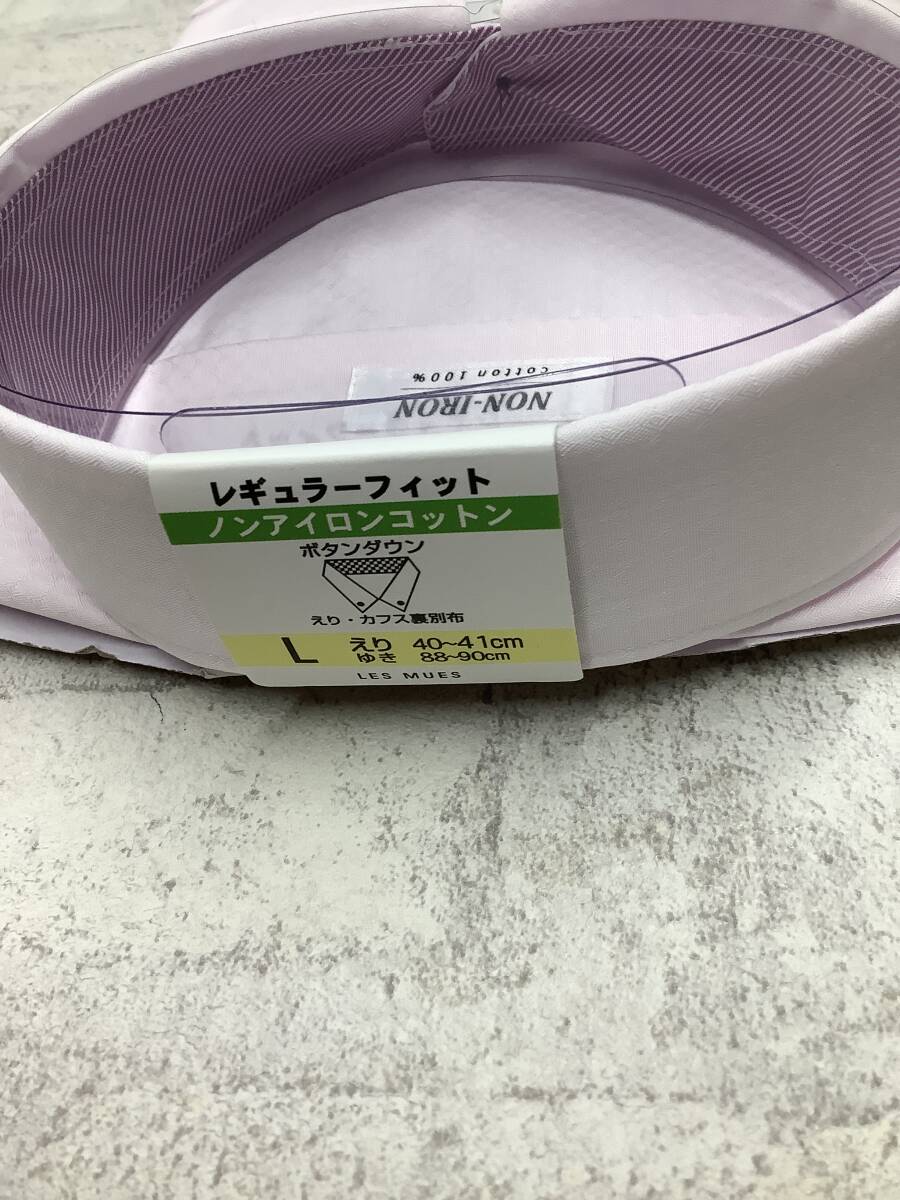 NON-IRON
cotton 100%
レギュラーフィット
ノンアイロンコットン
ボタンダウン
えり・カフス裏別布
L えり 40~41cm
ゆき 88~90cm
LES MUES